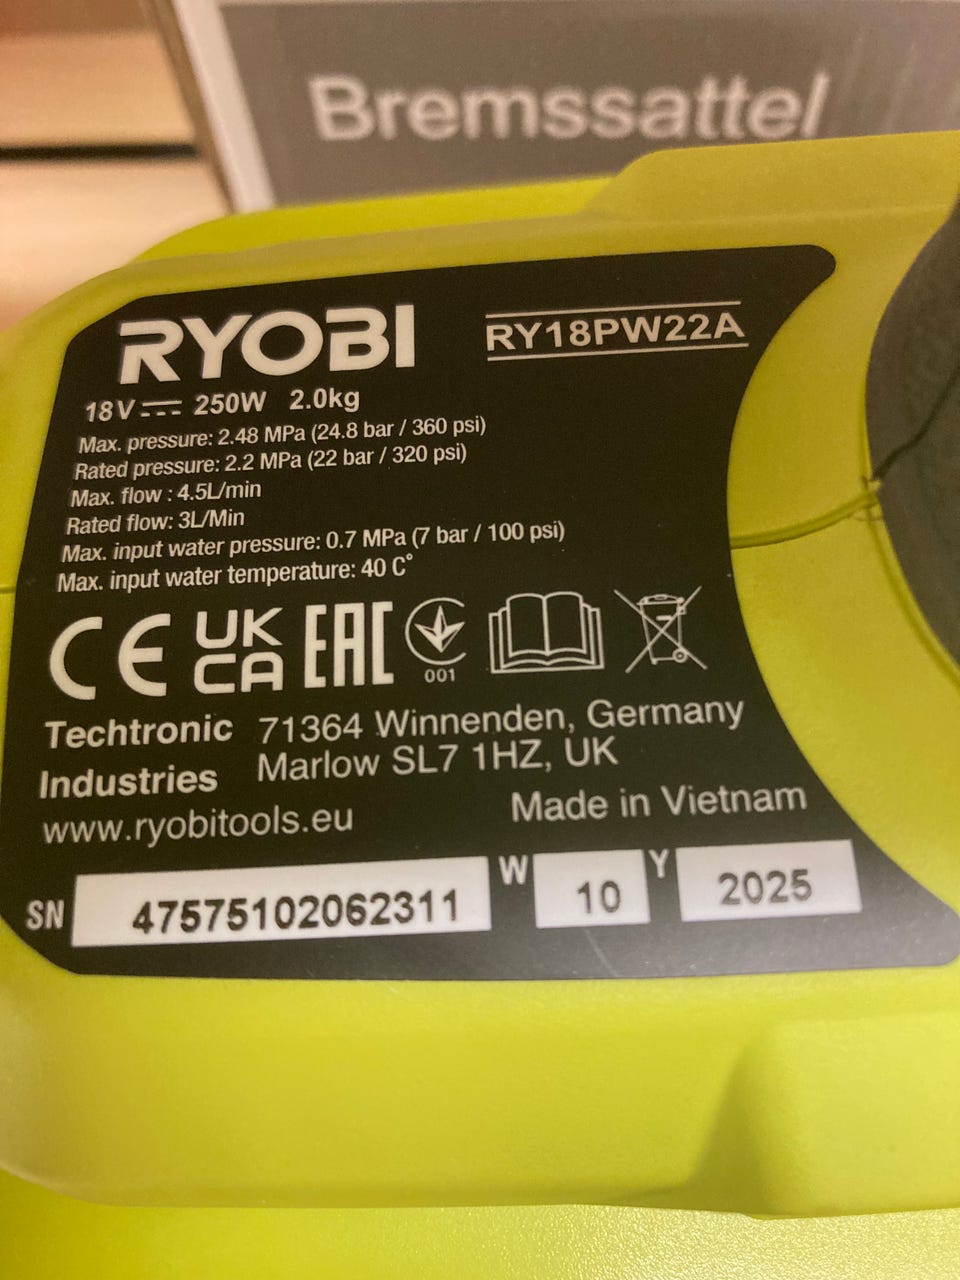 Bremssattel
RYOBI RY18PW22A
18V 250W 2.0kg
Max. pressure: 2.48 MPa (24.8 bar / 360 psi)
Rated pressure: 2.2 MPa (22 bar / 320 psi)
Max. flow : 4.5L/min
Rated flow: 3L/Min
Max. input water pressure: 0.7 MPa (7 bar / 100 psi)
Max. input water temperature: 40 C°
CE UK CA EAC 001
Techtronic 71364 Winnenden, Germany
Industries Marlow SL7 1HZ, UK
www.ryobitools.eu Made in Vietnam
SN 47575102062311 W 10 Y 2025